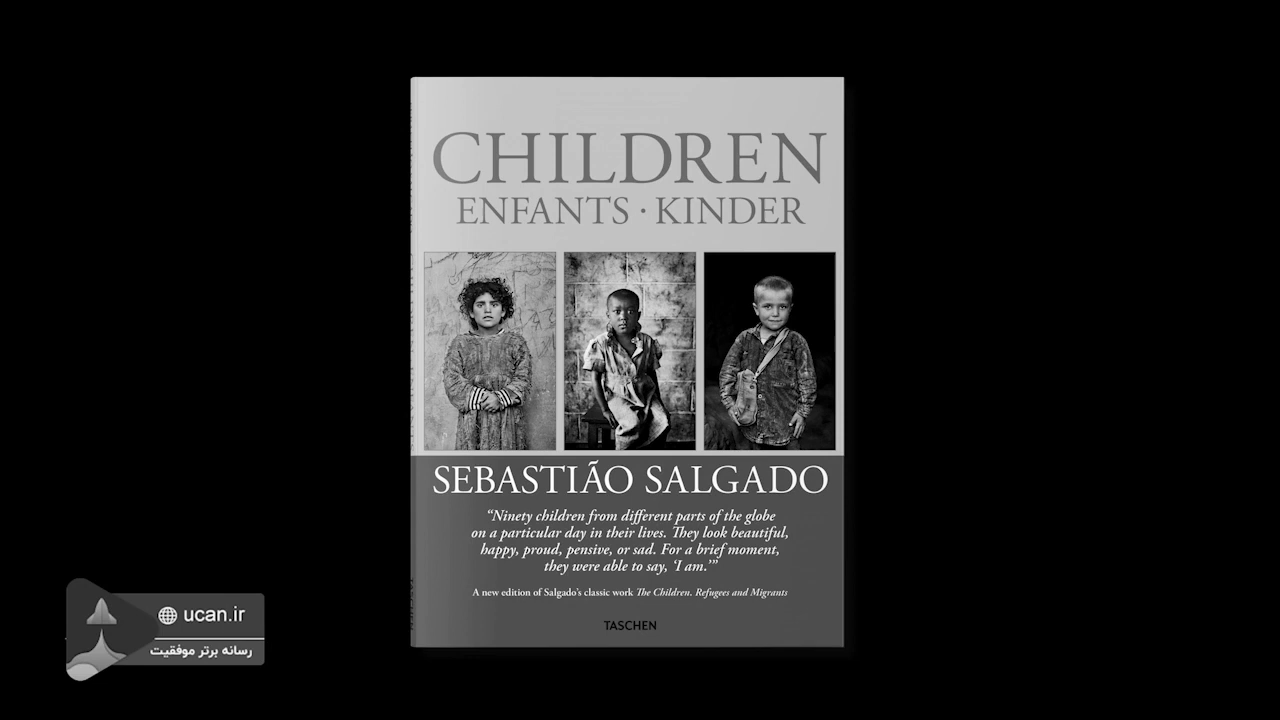 CHILDREN
ENFANTS · KINDER
SEBASTIÃO SALGADO
“Ninety children from different parts of the globe
on a particular day in their lives. They look beautiful,
happy, proud, pensive, or sad. For a brief moment,
they were able to say, ‘I am.’”
A new edition of Salgado’s classic work The Children. Refugees and Migrants
TASCHEN
ucan.ir
رسانه برتر موفقیت